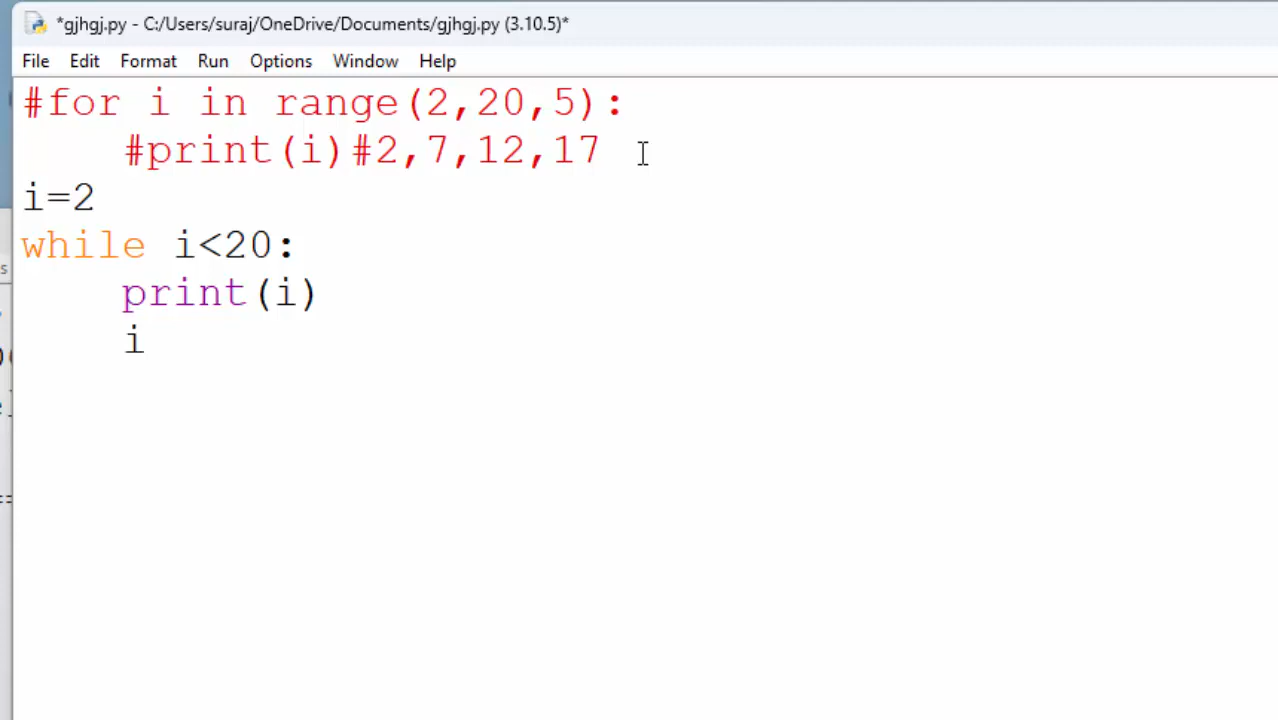 *gjhgj.py - C:/Users/suraj/OneDrive/Documents/gjhgj.py (3.10.5)*
File Edit Format Run Options Window Help
#for i in range(2,20,5):
    #print(i)#2,7,12,17
i=2
while i<20:
    print(i)
    i